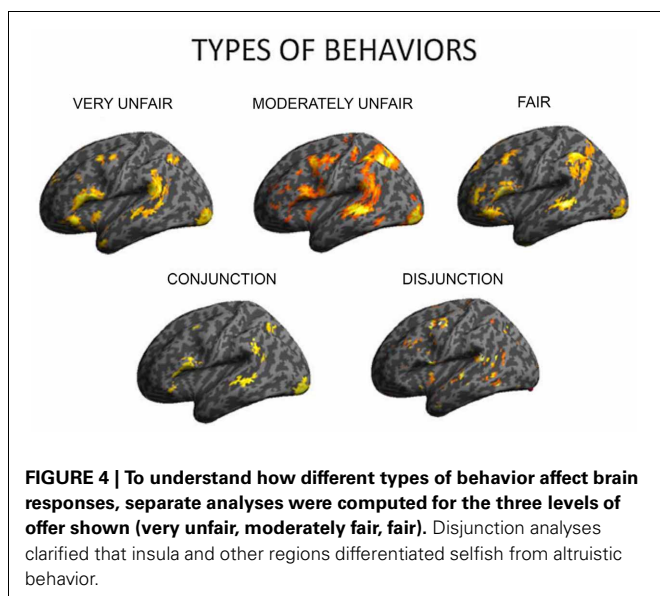 TYPES OF BEHAVIORS
VERY UNFAIR MODERATELY UNFAIR FAIR
CONJUNCTION DISJUNCTION
FIGURE 4 | To understand how different types of behavior affect brain
responses, separate analyses were computed for the three levels of
offer shown (very unfair, moderately fair, fair). Disjunction analyses
clarified that insula and other regions differentiated selfish from altruistic
behavior.